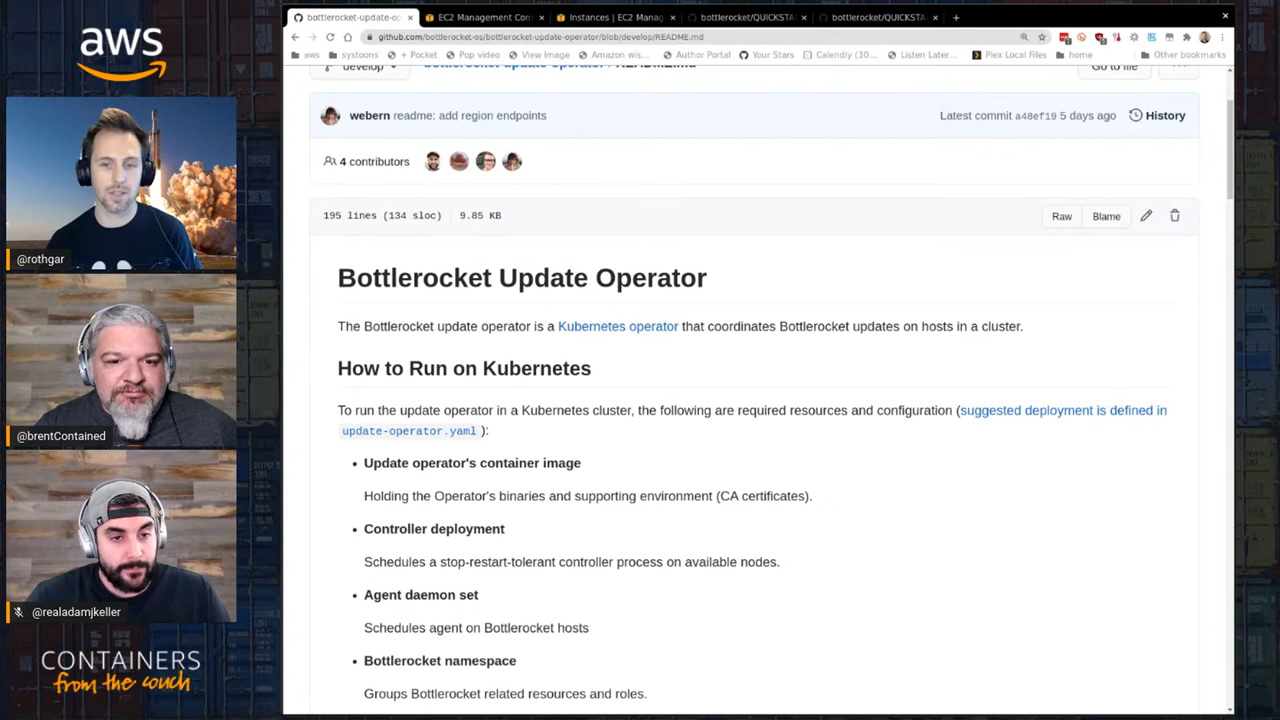 aws
@rothgar
@brentContained
@realadamjkeller
CONTAINERS
from the couch
bottlerocket-update-op
EC2 Management Con
Instances | EC2 Manag
bottlerocket/QUICKSTA
bottlerocket/QUICKSTA
github.com/bottlerocket-os/bottlerocket-update-operator/blob/develop/README.md
aws
systoons
+ Pocket
Pop video
View Image
Amazon wis...
Author Portal
Your Stars
Calendly (30...
Listen Later...
Plex Local Files
home
Other bookmarks
develop
Go to file
webern readme: add region endpoints
Latest commit a48ef19 5 days ago
History
4 contributors
195 lines (134 sloc) 9.85 KB
Raw
Blame
Bottlerocket Update Operator
The Bottlerocket update operator is a Kubernetes operator that coordinates Bottlerocket updates on hosts in a cluster.
How to Run on Kubernetes
To run the update operator in a Kubernetes cluster, the following are required resources and configuration (suggested deployment is defined in
update-operator.yaml ):
• Update operator's container image
Holding the Operator's binaries and supporting environment (CA certificates).
• Controller deployment
Schedules a stop-restart-tolerant controller process on available nodes.
• Agent daemon set
Schedules agent on Bottlerocket hosts
• Bottlerocket namespace
Groups Bottlerocket related resources and roles.